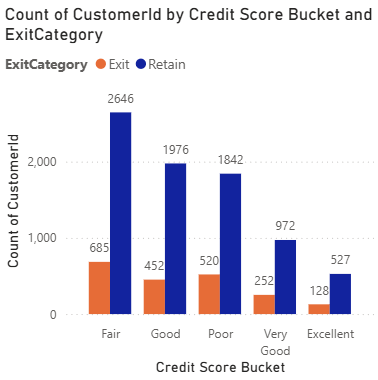 Count of CustomerId by Credit Score Bucket and
ExitCategory
ExitCategory Exit Retain
Count of CustomerId
2,000
1,000
0
2646
685
1976
452
1842
520
972
252
527
128
Fair Good Poor Very Good Excellent
Credit Score Bucket